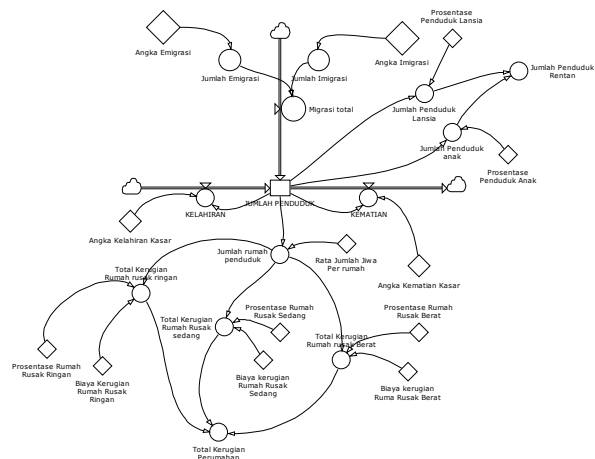 Prosentase
Penduduk Lansia
Angka Emigrasi
Angka Imigrasi
Jumlah Penduduk
Rentan
Jumlah Emigrasi
Jumlah Imigrasi
Migrasi total
Jumlah Penduduk
Lansia
Jumlah Penduduk
anak
Prosentase
Penduduk Anak
JUMLAH PENDUDUK
KELAHIRAN
KEMATIAN
Angka Kelahiran Kasar
Jumlah rumah
penduduk
Rata Jumlah Jiwa
Per rumah
Total Kerugian
Rumah rusak ringan
Angka Kematian Kasar
Prosentase Rumah
Rusak Sedang
Prosentase Rumah
Rusak Berat
Total Kerugian
Rumah Rusak
sedang
Total Kerugian
Rumah rusak Berat
Prosentase Rumah
Rusak Ringan
Biaya Kerugian
Rumah Rusak
Ringan
Biaya kerugian
Rumah Rusak
Sedang
Biaya kerugian
Ruma Rusak Berat
Total Kerugian
Perumahan